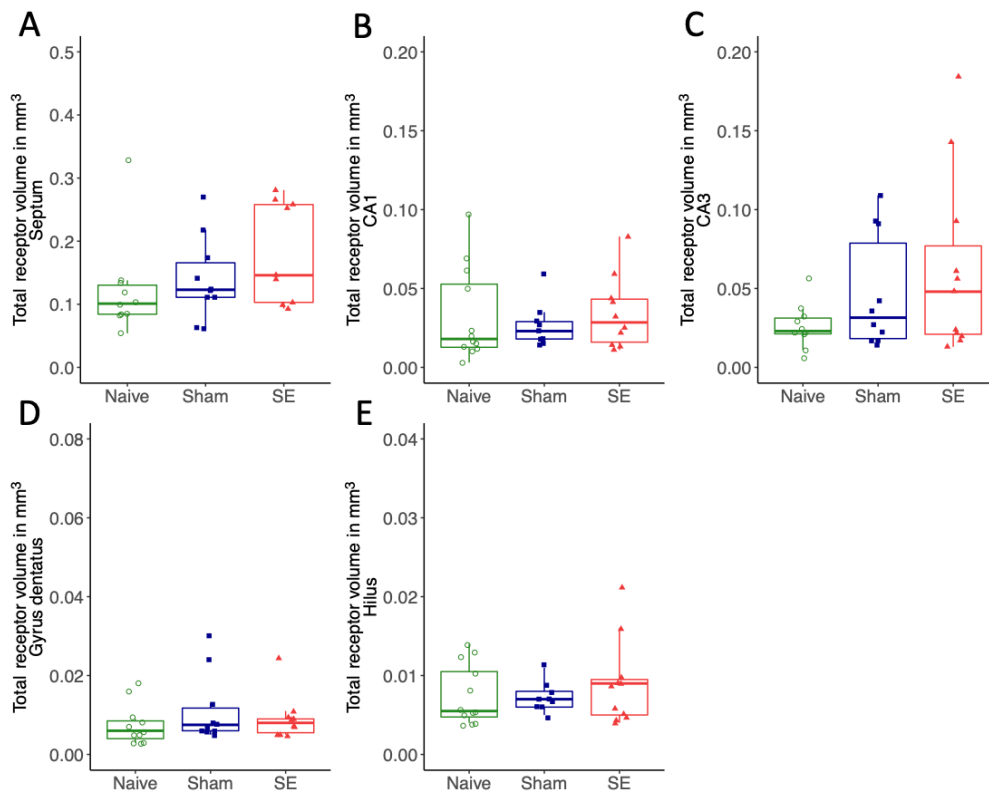 A
Total receptor volume in mm³
Septum
0.5
0.4
0.3
0.2
0.1
0.0
Naive Sham SE
B
Total receptor volume in mm³
CA1
0.20
0.15
0.10
0.05
0.00
Naive Sham SE
C
Total receptor volume in mm³
CA3
0.20
0.15
0.10
0.05
0.00
Naive Sham SE
D
Total receptor volume in mm³
Gyrus dentatus
0.08
0.06
0.04
0.02
0.00
Naive Sham SE
E
Total receptor volume in mm³
Hilus
0.04
0.03
0.02
0.01
0.00
Naive Sham SE